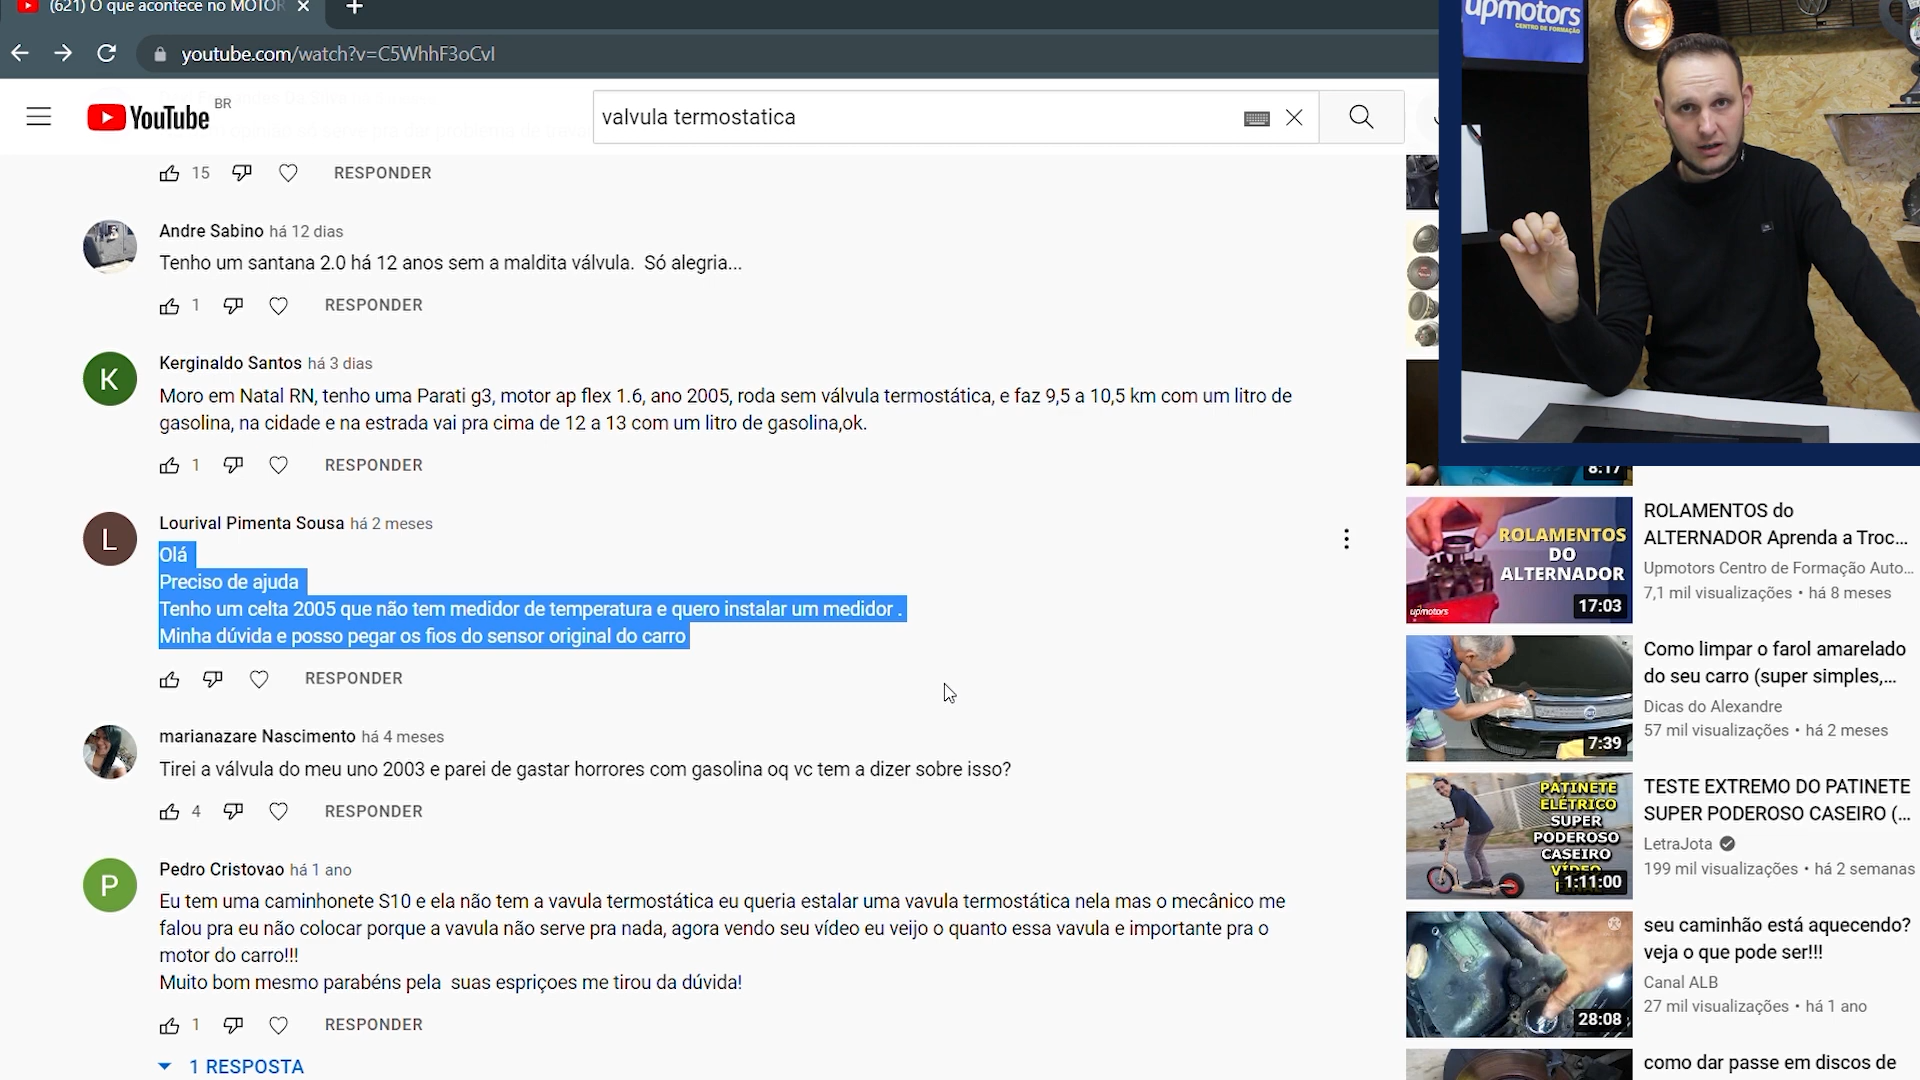 (621) O que acontece no MOTOR
youtube.com/watch?v=C5WhhF3oCvI
YouTube BR
valvula termostatica
15 RESPONDER
Andre Sabino há 12 dias
Tenho um santana 2.0 há 12 anos sem a maldita válvula. Só alegria...
1 RESPONDER
K
Kerginaldo Santos há 3 dias
Moro em Natal RN, tenho uma Parati g3, motor ap flex 1.6, ano 2005, roda sem válvula termostática, e faz 9,5 a 10,5 km com um litro de
gasolina, na cidade e na estrada vai pra cima de 12 a 13 com um litro de gasolina,ok.
1 RESPONDER
L
Lourival Pimenta Sousa há 2 meses
Olá
Preciso de ajuda
Tenho um celta 2005 que não tem medidor de temperatura e quero instalar um medidor .
Minha dúvida e posso pegar os fios do sensor original do carro
RESPONDER
marianazare Nascimento há 4 meses
Tirei a válvula do meu uno 2003 e parei de gastar horrores com gasolina oq vc tem a dizer sobre isso?
4 RESPONDER
P
Pedro Cristovao há 1 ano
Eu tem uma caminhonete S10 e ela não tem a vavula termostática eu queria estalar uma vavula termostática nela mas o mecânico me
falou pra eu não colocar porque a vavula não serve pra nada, agora vendo seu vídeo eu veijo o quanto essa vavula e importante pra o
motor do carro!!!
Muito bom mesmo parabéns pela suas espriçoes me tirou da dúvida!
1 RESPONDER
1 RESPOSTA
upmotors
CENTRO DE FORMAÇÃO
8:17
ROLAMENTOS
DO
ALTERNADOR
upmotors
17:03
ROLAMENTOS do
ALTERNADOR Aprenda a Troc...
Upmotors Centro de Formação Auto...
7,1 mil visualizações • há 8 meses
7:39
Como limpar o farol amarelado
do seu carro (super simples,...
Dicas do Alexandre
57 mil visualizações • há 2 meses
PATINETE
ELÉTRICO
SUPER
PODEROSO
CASEIRO
VÍDEO
1:11:00
TESTE EXTREMO DO PATINETE
SUPER PODEROSO CASEIRO (...
LetraJota
199 mil visualizações • há 2 semanas
28:08
seu caminhão está aquecendo?
veja o que pode ser!!!
Canal ALB
27 mil visualizações • há 1 ano
como dar passe em discos de